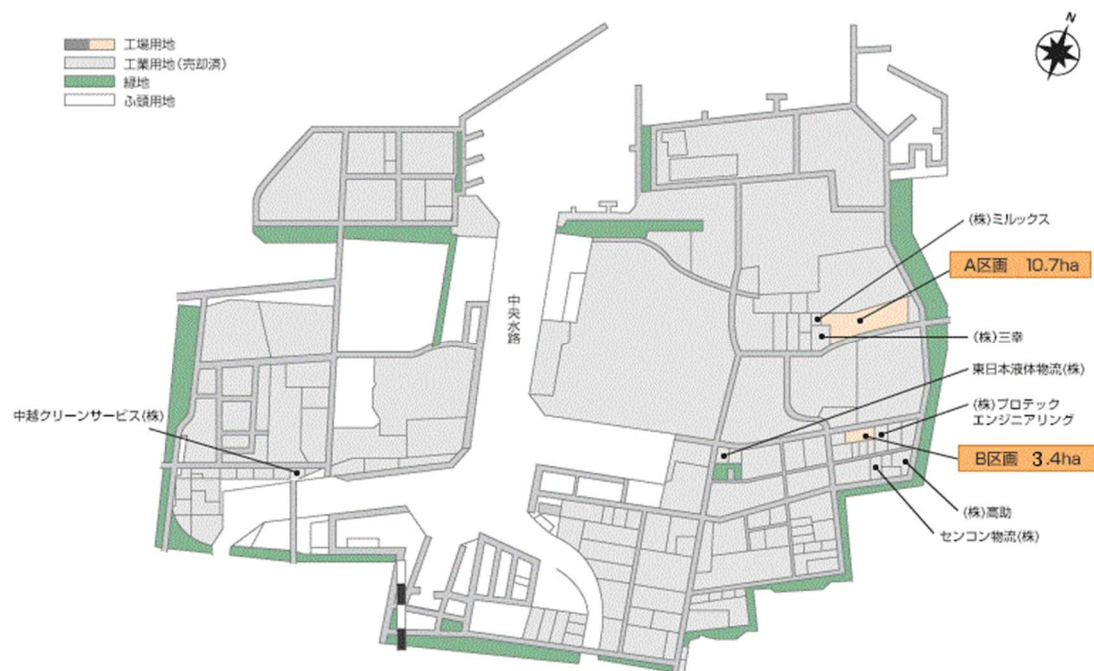 N
工場用地
工業用地(売却済)
緑地
ふ頭用地
(株)ミルックス
A区画 10.7ha
中央水路
(株)三幸
東日本液体物流(株)
(株)プロテック
エンジニアリング
中越クリーンサービス(株)
B区画 3.4ha
(株)高助
センコン物流(株)